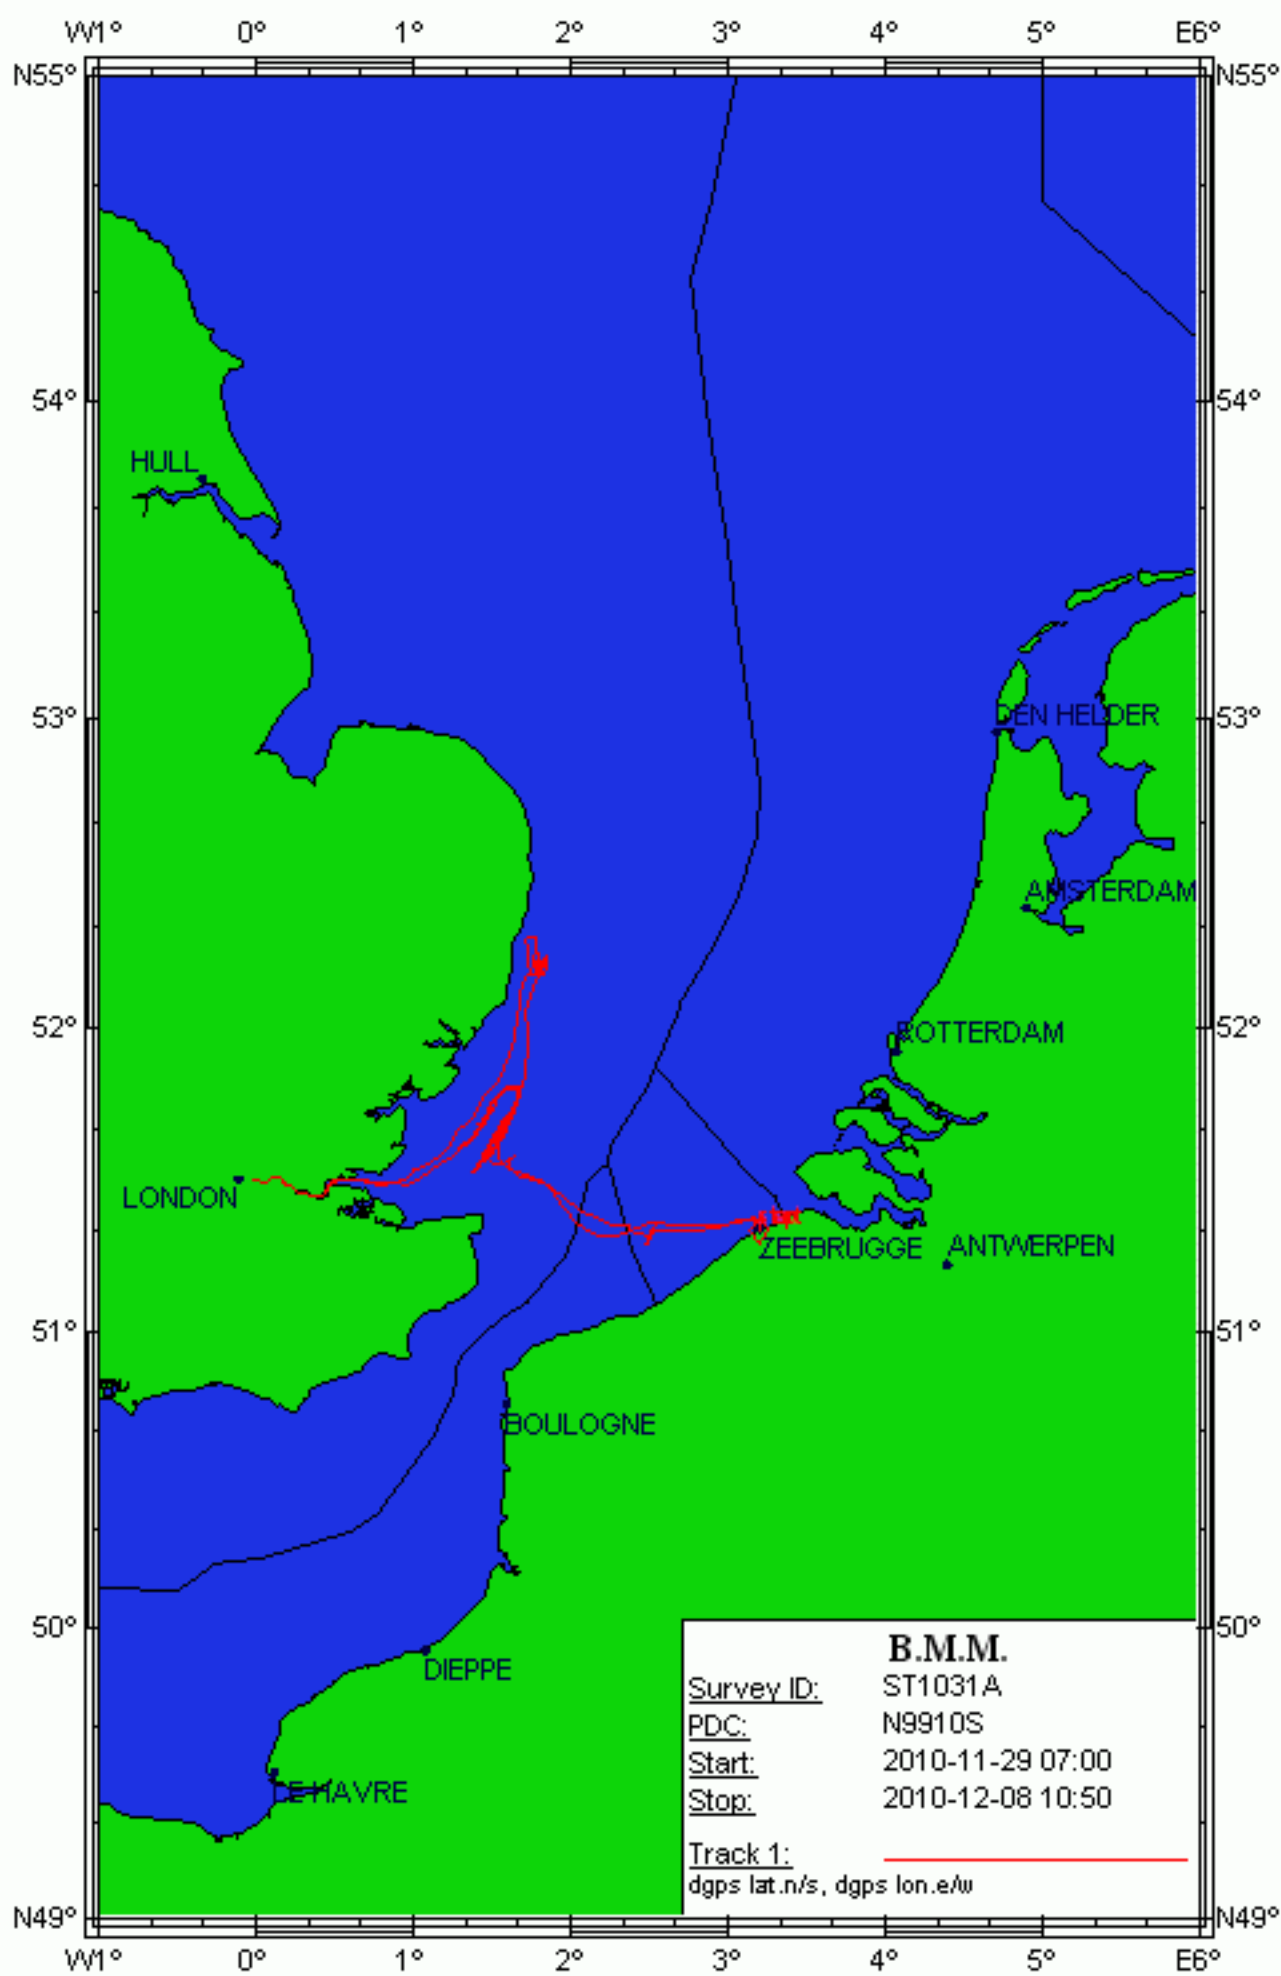 W1° 0° 1° 2° 3° 4° 5° E6°
N55° N55°
54° 54°
HULL
53° 53°
DEN HELDER
AMSTERDAM
52° 52°
ROTTERDAM
LONDON
ZEEBRUGGE ANTWERPEN
51° 51°
BOULOGNE
50° 50°
DIEPPE
LE HAVRE
B.M.M.
Survey ID: ST1031A
PDC: N9910S
Start: 2010-11-29 07:00
Stop: 2010-12-08 10:50
Track 1:
dgps lat.n/s, dgps lon.e/w
N49° N49°
W1° 0° 1° 2° 3° 4° 5° E6°